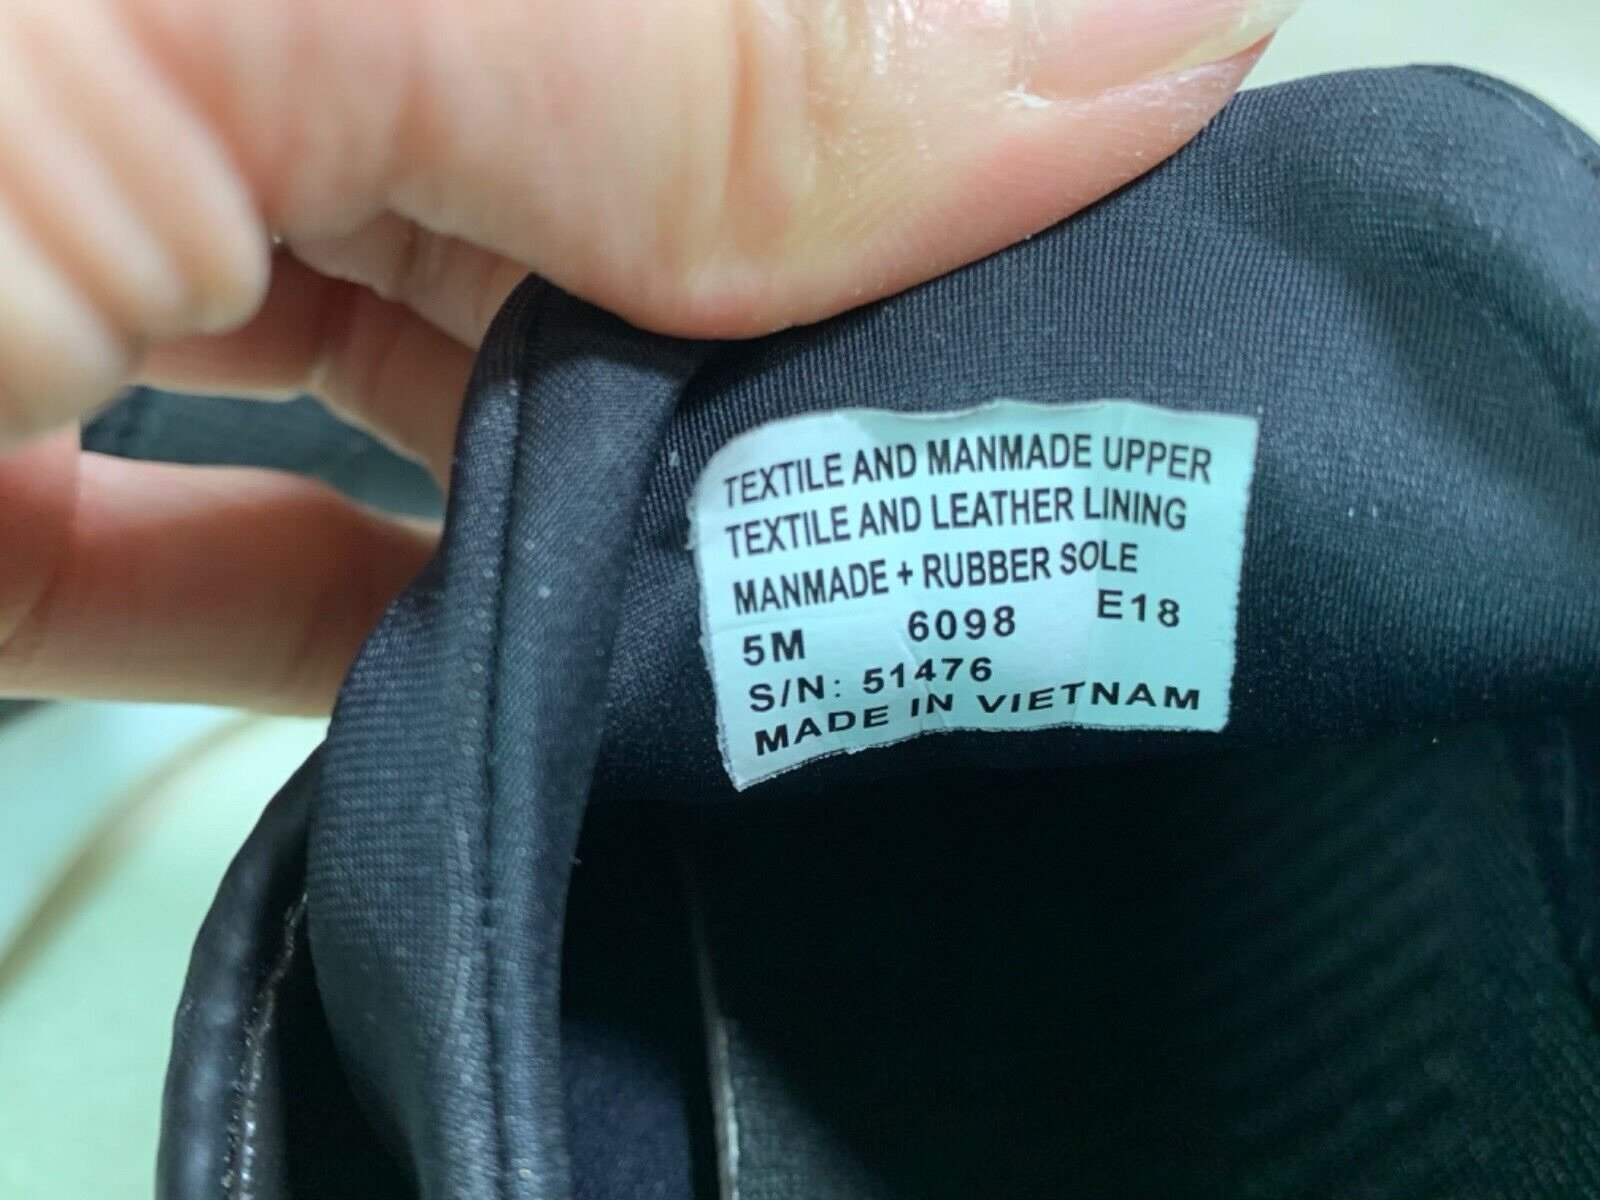 TEXTILE AND MANMADE UPPER
TEXTILE AND LEATHER LINING
MANMADE + RUBBER SOLE
5M 6098 E18
S/N: 51476
MADE IN VIETNAM